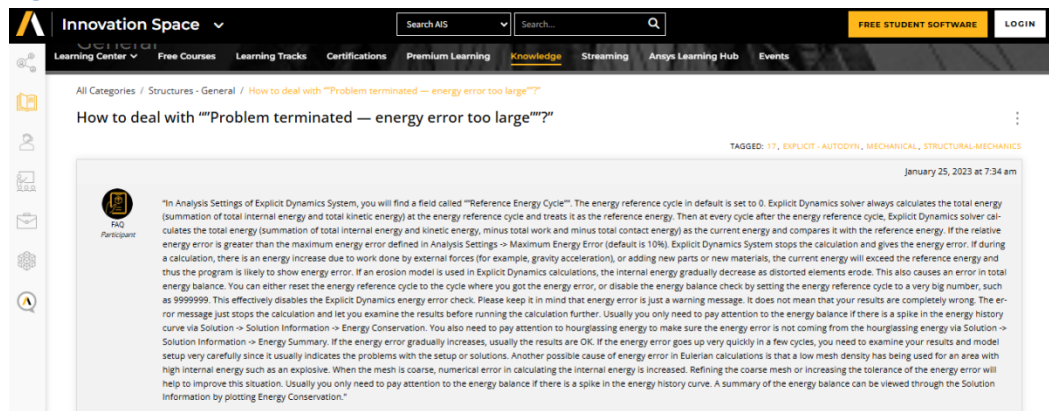 Innovation Space
Search AIS
Search...
FREE STUDENT SOFTWARE
LOGIN
General
Learning Center
Free Courses
Learning Tracks
Certifications
Premium Learning
Knowledge
Streaming
Ansys Learning Hub
Events
All Categories / Structures - General / How to deal with ""Problem terminated — energy error too large""?"
How to deal with ""Problem terminated — energy error too large""?"
TAGGED: 17, EXPLICIT - AUTODYN, MECHANICAL, STRUCTURAL-MECHANICS
January 25, 2023 at 7:34 am
FAQ
Participant
"In Analysis Settings of Explicit Dynamics System, you will find a field called ""Reference Energy Cycle"". The energy reference cycle in default is set to 0. Explicit Dynamics solver always calculates the total energy
(summation of total internal energy and total kinetic energy) at the energy reference cycle and treats it as the reference energy. Then at every cycle after the energy reference cycle, Explicit Dynamics solver cal-
culates the total energy (summation of total internal energy and kinetic energy, minus total work and minus total contact energy) as the current energy and compares it with the reference energy. If the relative
energy error is greater than the maximum energy error defined in Analysis Settings -> Maximum Energy Error (default is 10%). Explicit Dynamics System stops the calculation and gives the energy error. If during
a calculation, there is an energy increase due to work done by external forces (for example, gravity acceleration), or adding new parts or new materials, the current energy will exceed the reference energy and
thus the program is likely to show energy error. If an erosion model is used in Explicit Dynamics calculations, the internal energy gradually decrease as distorted elements erode. This also causes an error in total
energy balance. You can either reset the energy reference cycle to the cycle where you got the energy error, or disable the energy balance check by setting the energy reference cycle to a very big number, such
as 9999999. This effectively disables the Explicit Dynamics energy error check. Please keep it in mind that energy error is just a warning message. It does not mean that your results are completely wrong. The er-
ror message just stops the calculation and let you examine the results before running the calculation further. Usually you only need to pay attention to the energy balance if there is a spike in the energy history
curve via Solution -> Solution Information -> Energy Conservation. You also need to pay attention to hourglassing energy to make sure the energy error is not coming from the hourglassing energy via Solution ->
Solution Information -> Energy Summary. If the energy error gradually increases, usually the results are OK. If the energy error goes up very quickly in a few cycles, you need to examine your results and model
setup very carefully since it usually indicates the problems with the setup or solutions. Another possible cause of energy error in Eulerian calculations is that a low mesh density has being used for an area with
high internal energy such as an explosive. When the mesh is coarse, numerical error in calculating the internal energy is increased. Refining the coarse mesh or increasing the tolerance of the energy error will
help to improve this situation. Usually you only need to pay attention to the energy balance if there is a spike in the energy history curve. A summary of the energy balance can be viewed through the Solution
Information by plotting Energy Conservation."